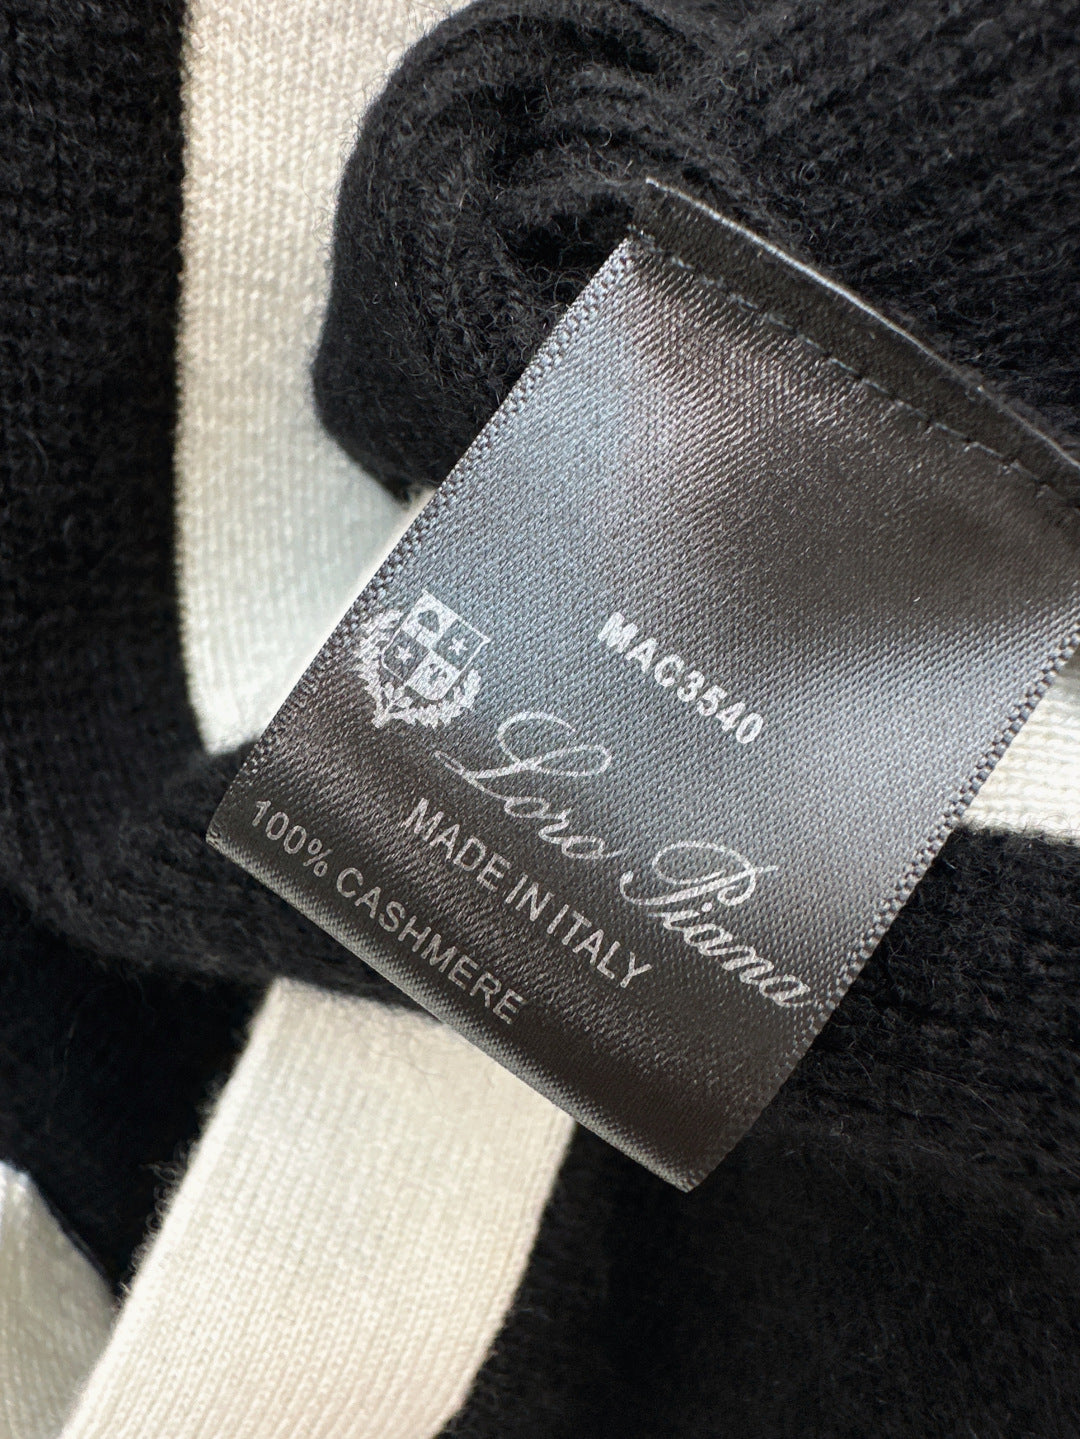 MAC3540
Loro Piana
MADE IN ITALY
100% CASHMERE